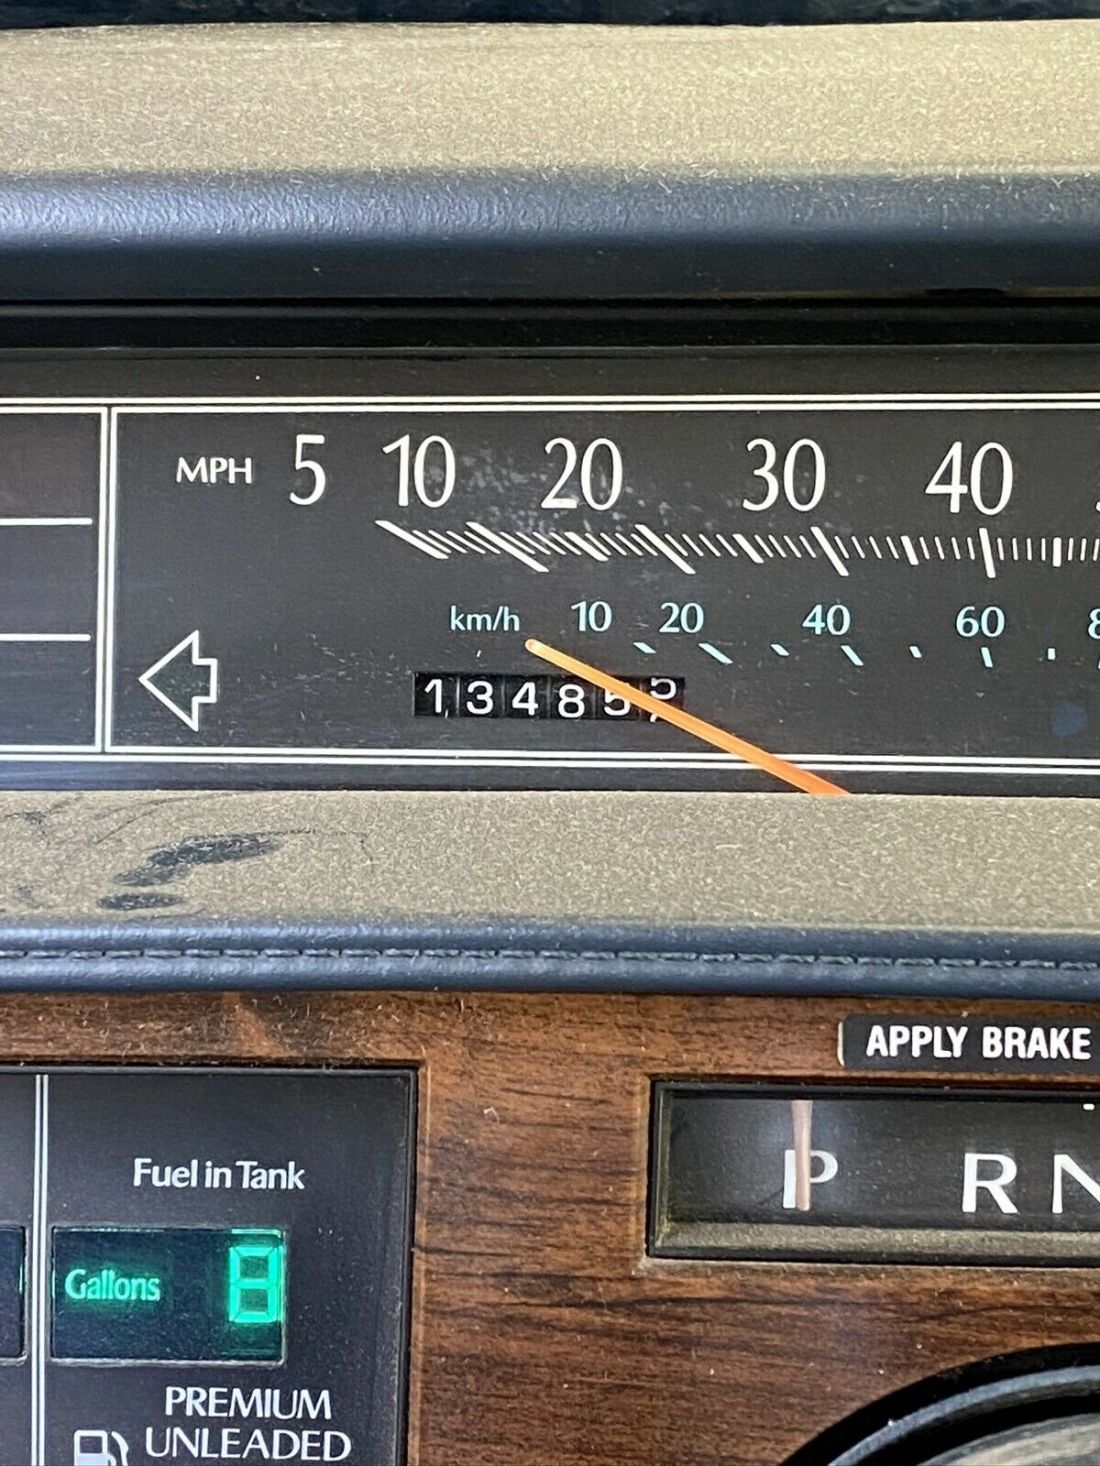 MPH 5 10 20 30 40
km/h 10 20 40 60 8
13485
APPLY BRAKE
P R N
Fuel in Tank
Gallons 8
PREMIUM
UNLEADED